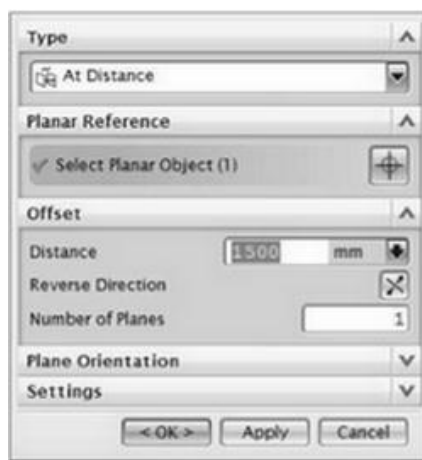 Type
At Distance
Planar Reference
Select Planar Object (1)
Offset
Distance 1500 mm
Reverse Direction
Number of Planes 1
Plane Orientation
Settings
< OK > Apply Cancel